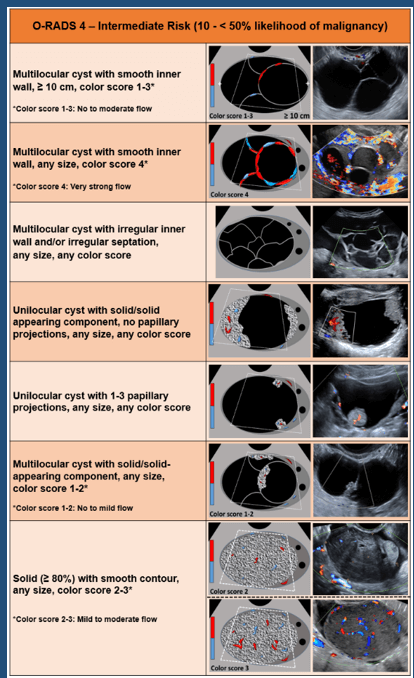 O-RADS 4 – Intermediate Risk (10 - < 50% likelihood of malignancy)
Multilocular cyst with smooth inner
wall, ≥ 10 cm, color score 1-3*
*Color score 1-3: No to moderate flow
Color score 1-3
≥ 10 cm
Multilocular cyst with smooth inner
wall, any size, color score 4*
*Color score 4: Very strong flow
Color score 4
Multilocular cyst with irregular inner
wall and/or irregular septation,
any size, any color score
Unilocular cyst with solid/solid
appearing component, no papillary
projections, any size, any color score
Unilocular cyst with 1-3 papillary
projections, any size, any color score
Multilocular cyst with solid/solid-
appearing component, any size,
color score 1-2*
*Color score 1-2: No to mild flow
Color score 1-2
Solid (≥ 80%) with smooth contour,
any size, color score 2-3*
*Color score 2-3: Mild to moderate flow
Color score 2
Color score 3